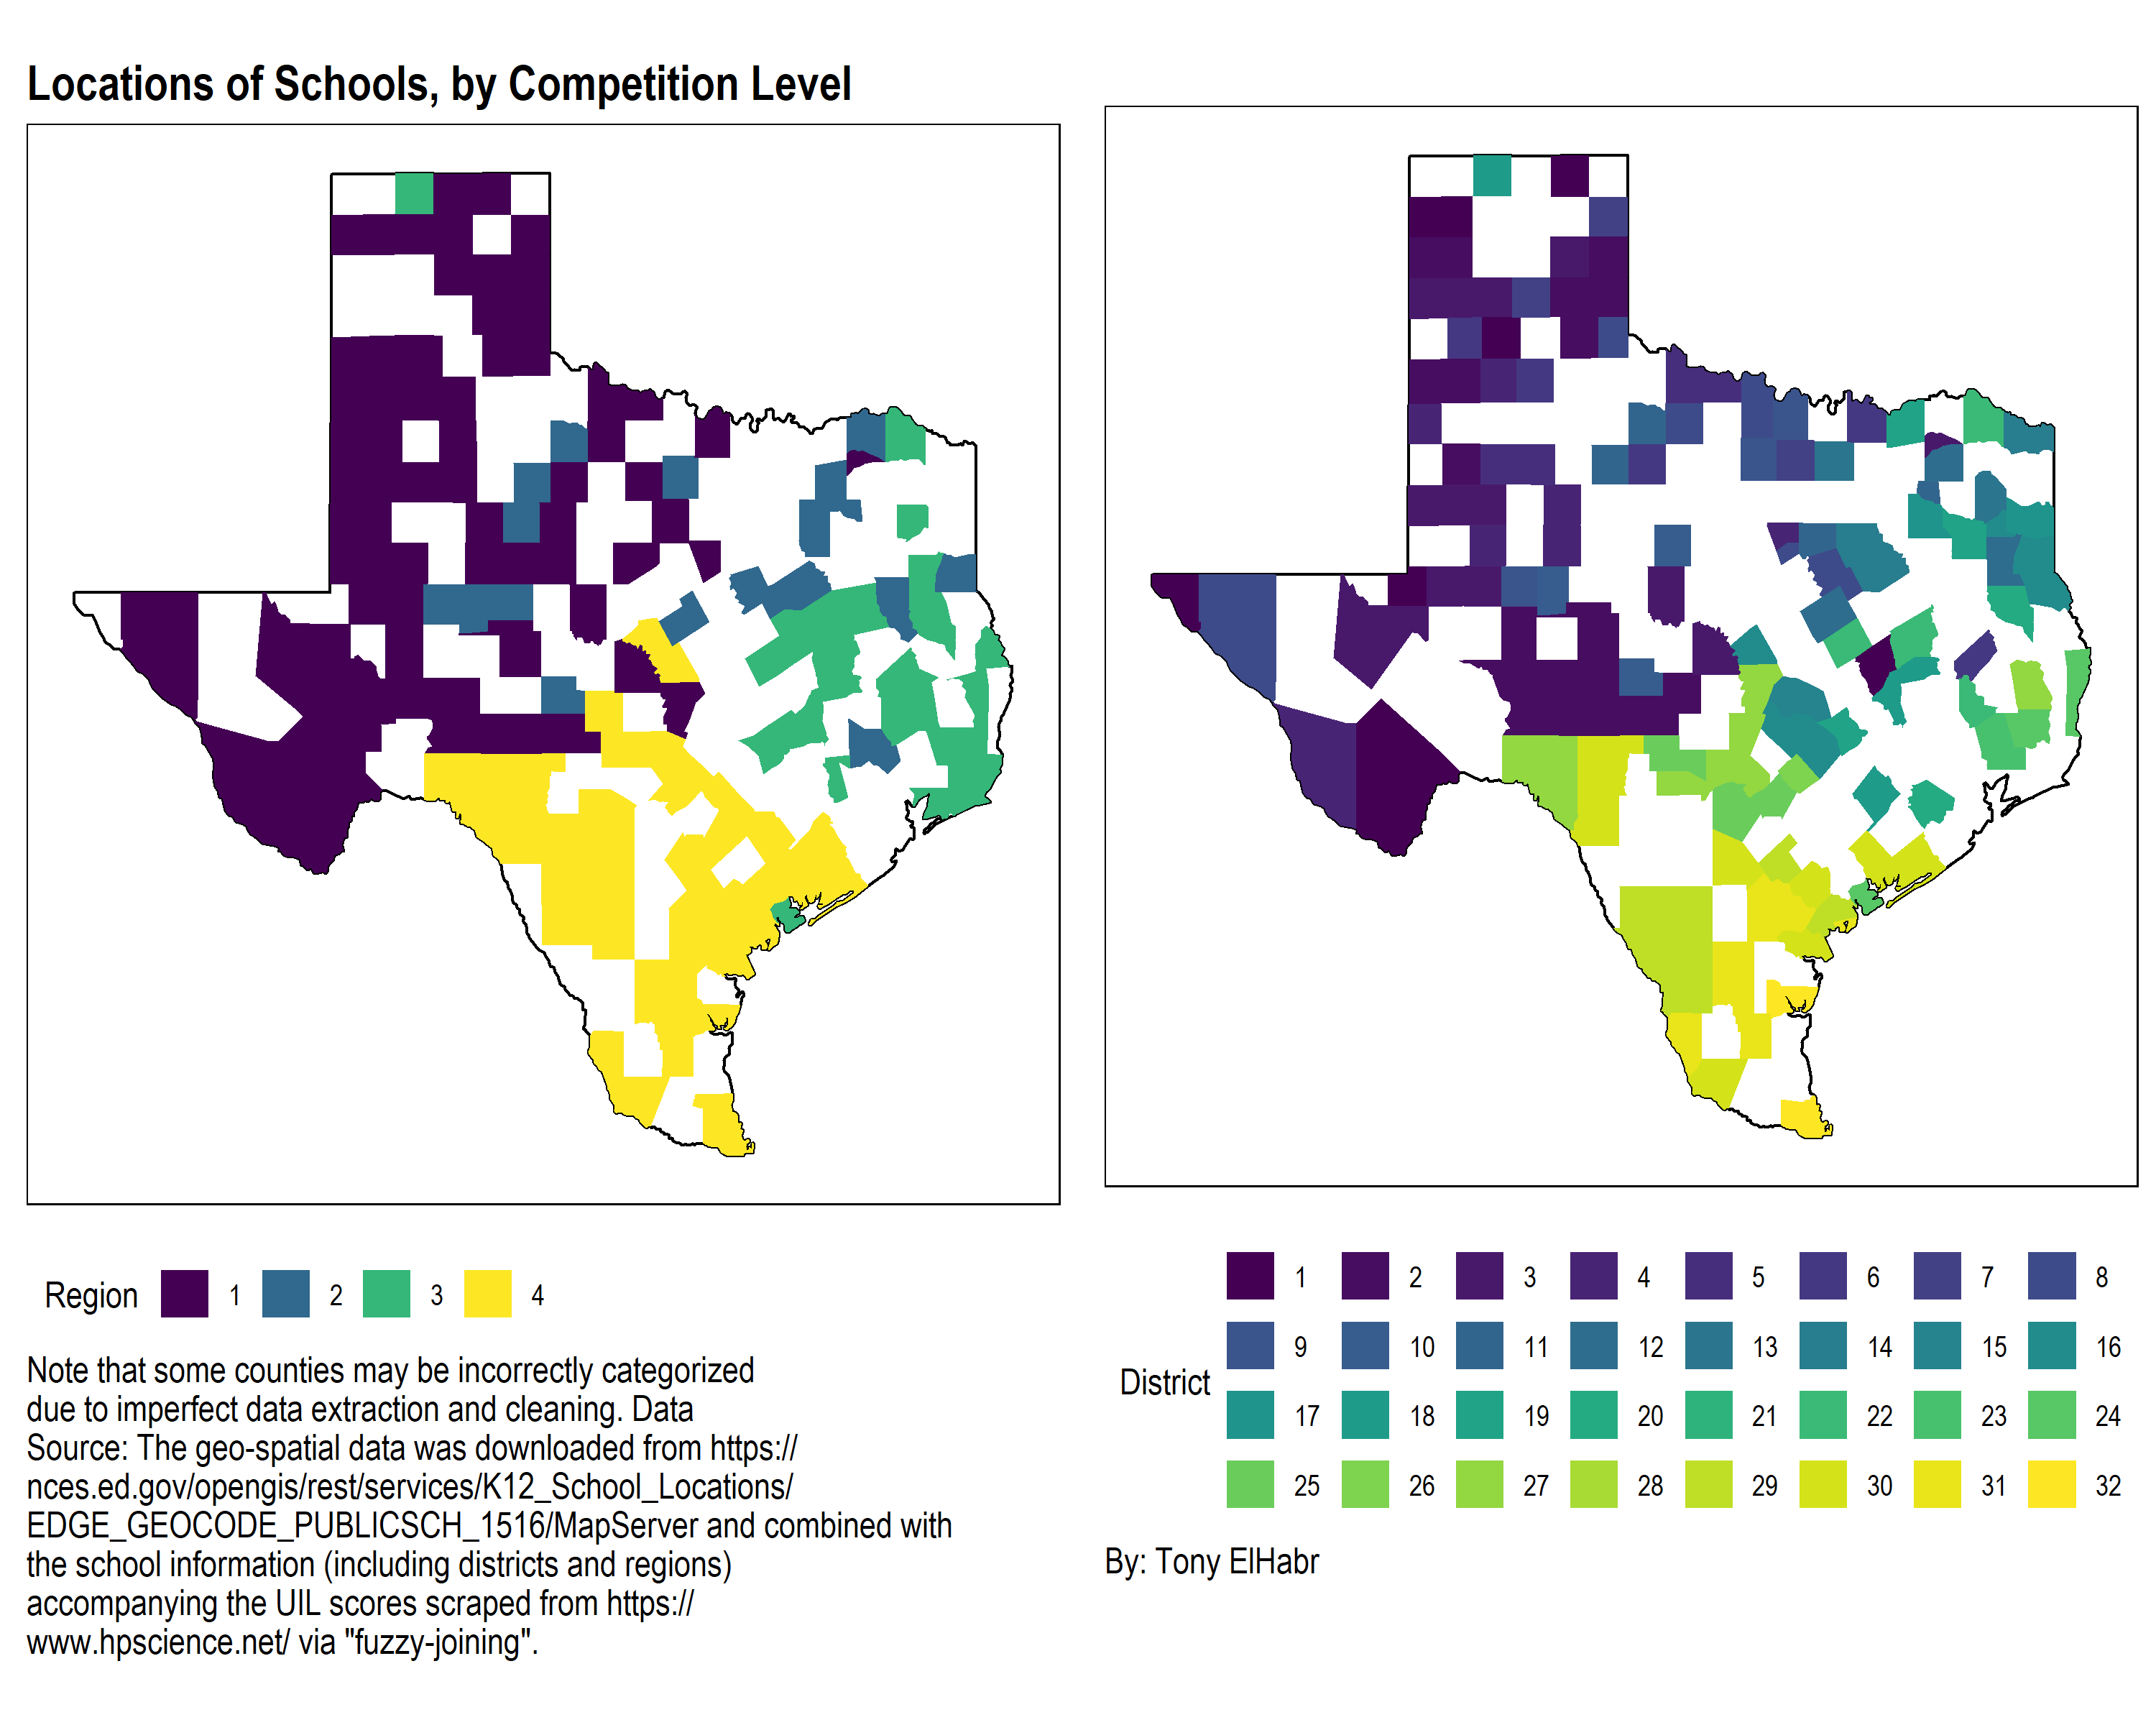 Locations of Schools, by Competition Level
Region 1 2 3 4
Note that some counties may be incorrectly categorized
due to imperfect data extraction and cleaning. Data
Source: The geo-spatial data was downloaded from https://
nces.ed.gov/opengis/rest/services/K12_School_Locations/
EDGE_GEOCODE_PUBLICSCH_1516/MapServer and combined with
the school information (including districts and regions)
accompanying the UIL scores scraped from https://
www.hpscience.net/ via "fuzzy-joining".
District
1 2 3 4 5 6 7 8
9 10 11 12 13 14 15 16
17 18 19 20 21 22 23 24
25 26 27 28 29 30 31 32
By: Tony ElHabr